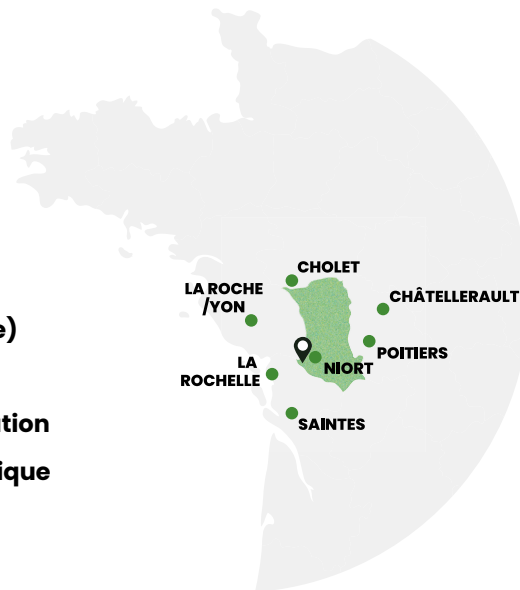 CHOLET
LA ROCHE
/YON
CHÂTELLERAULT
e)
POITIERS
LA
ROCHELLE
NIORT
SAINTES
tion
ique